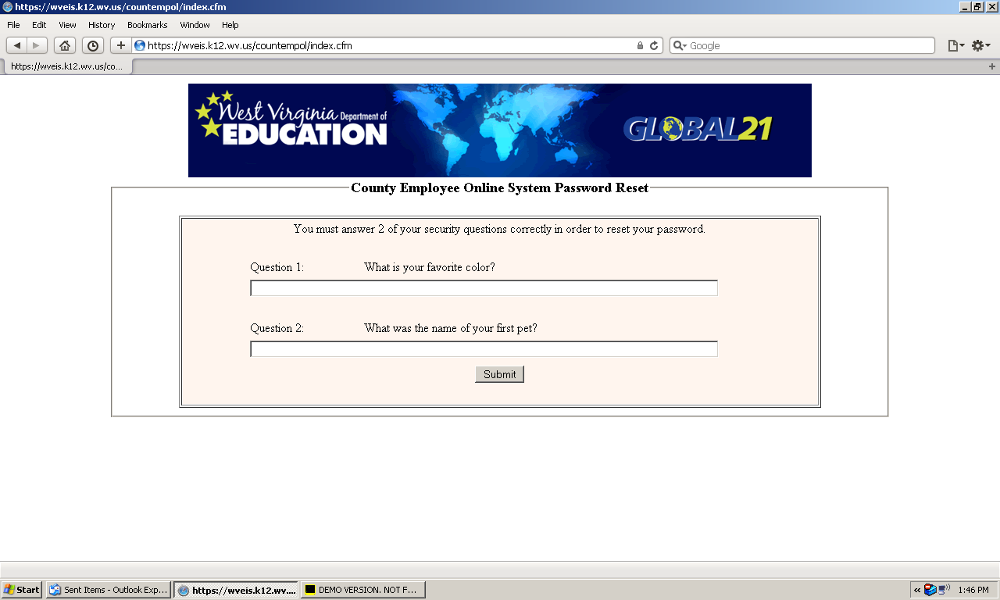 https://wveis.k12.wv.us/countempol/index.cfm
File Edit View History Bookmarks Window Help
https://wveis.k12.wv.us/countempol/index.cfm Google
https://wveis.k12.wv.us/co...
West Virginia Department of
EDUCATION
GLOBAL21
County Employee Online System Password Reset
You must answer 2 of your security questions correctly in order to reset your password.
Question 1: What is your favorite color?
Question 2: What was the name of your first pet?
Submit
Start Sent Items - Outlook Exp... https://wveis.k12.wv.... DEMO VERSION. NOT F... « 1:46 PM